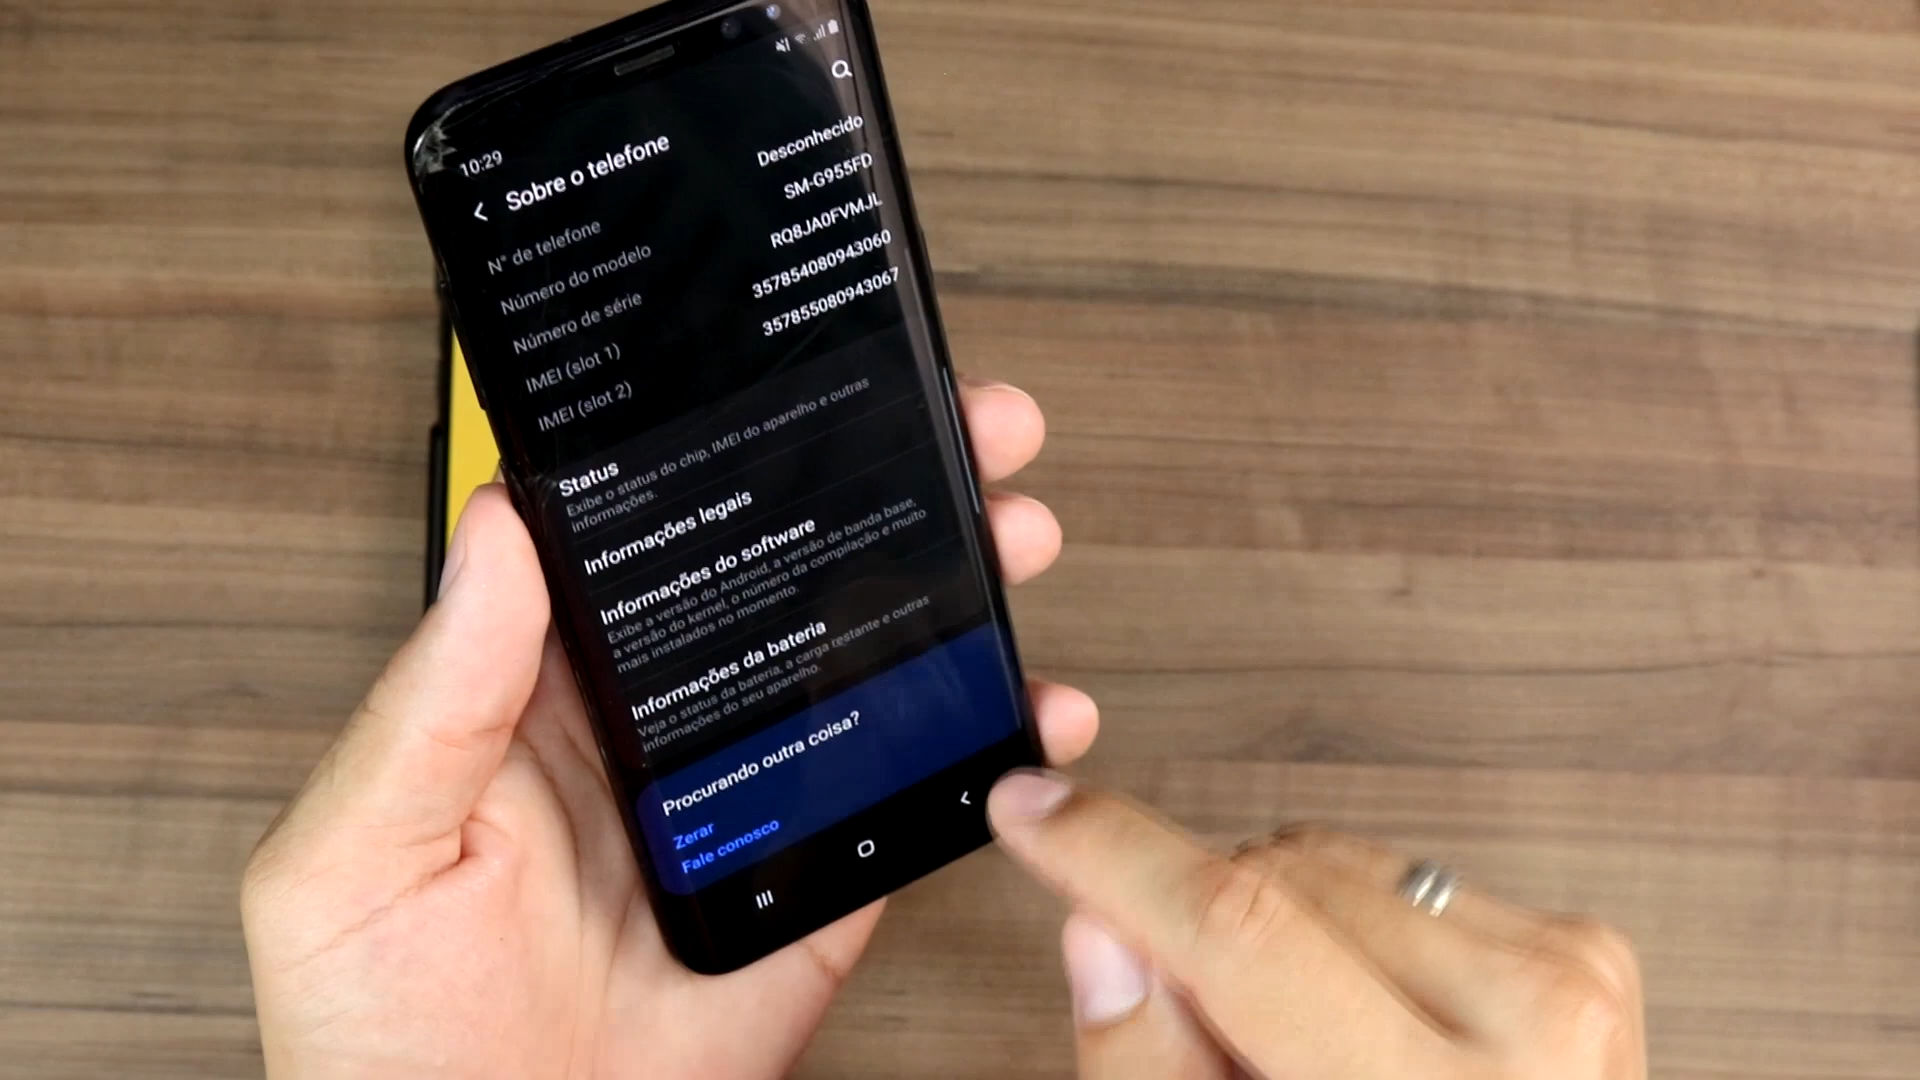 10:29
Sobre o telefone
N° de telefone Desconhecido
Número do modelo SM-G955FD
Número de série RQ8JA0FVMJL
IMEI (slot 1) 357854080943060
IMEI (slot 2) 357855080943067
Status
Exibe o status do chip, IMEI do aparelho e outras
informações.
Informações legais
Informações do software
Exibe a versão do Android, a versão de banda base,
a versão do kernel, o número da compilação e muito
mais instalados no momento.
Informações da bateria
Veja o status da bateria, a carga restante e outras
informações do seu aparelho.
Procurando outra coisa?
Zerar
Fale conosco